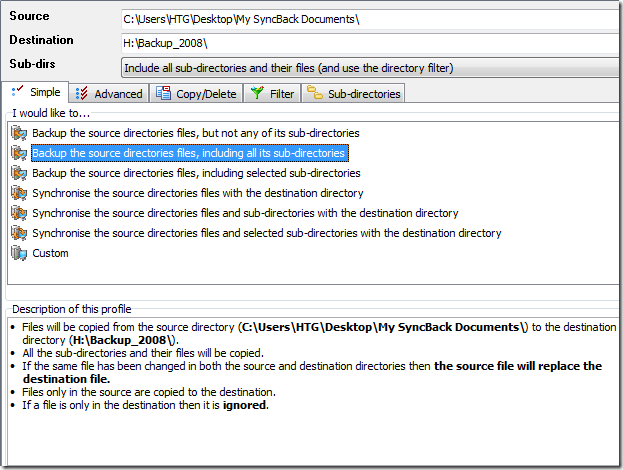 Source C:\Users\HTG\Desktop\My SyncBack Documents\
Destination H:\Backup_2008\
Sub-dirs Include all sub-directories and their files (and use the directory filter)
Simple Advanced Copy/Delete Filter Sub-directories
I would like to...
Backup the source directories files, but not any of its sub-directories
Backup the source directories files, including all its sub-directories
Backup the source directories files, including selected sub-directories
Synchronise the source directories files with the destination directory
Synchronise the source directories files and sub-directories with the destination directory
Synchronise the source directories files and selected sub-directories with the destination directory
Custom
Description of this profile
• Files will be copied from the source directory (C:\Users\HTG\Desktop\My SyncBack Documents\) to the destination
directory (H:\Backup_2008\).
• All the sub-directories and their files will be copied.
• If the same file has been changed in both the source and destination directories then the source file will replace the
destination file.
• Files only in the source are copied to the destination.
• If a file is only in the destination then it is ignored.